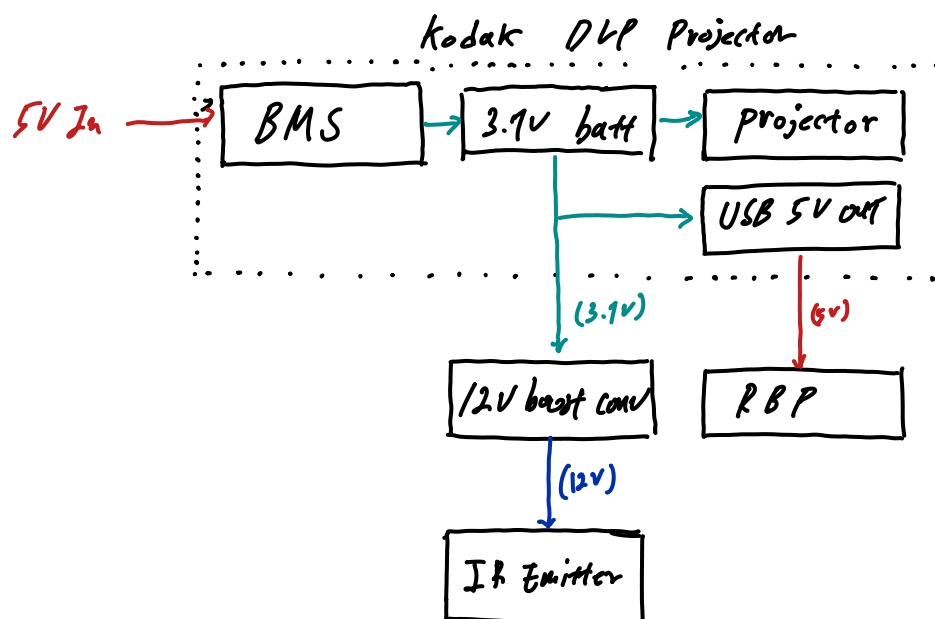 Kodak DLP Projector
5V In
BMS
3.7V batt
Projector
USB 5V out
(3.7V)
(5V)
12V boost conv
RBP
(12V)
IR Emitter